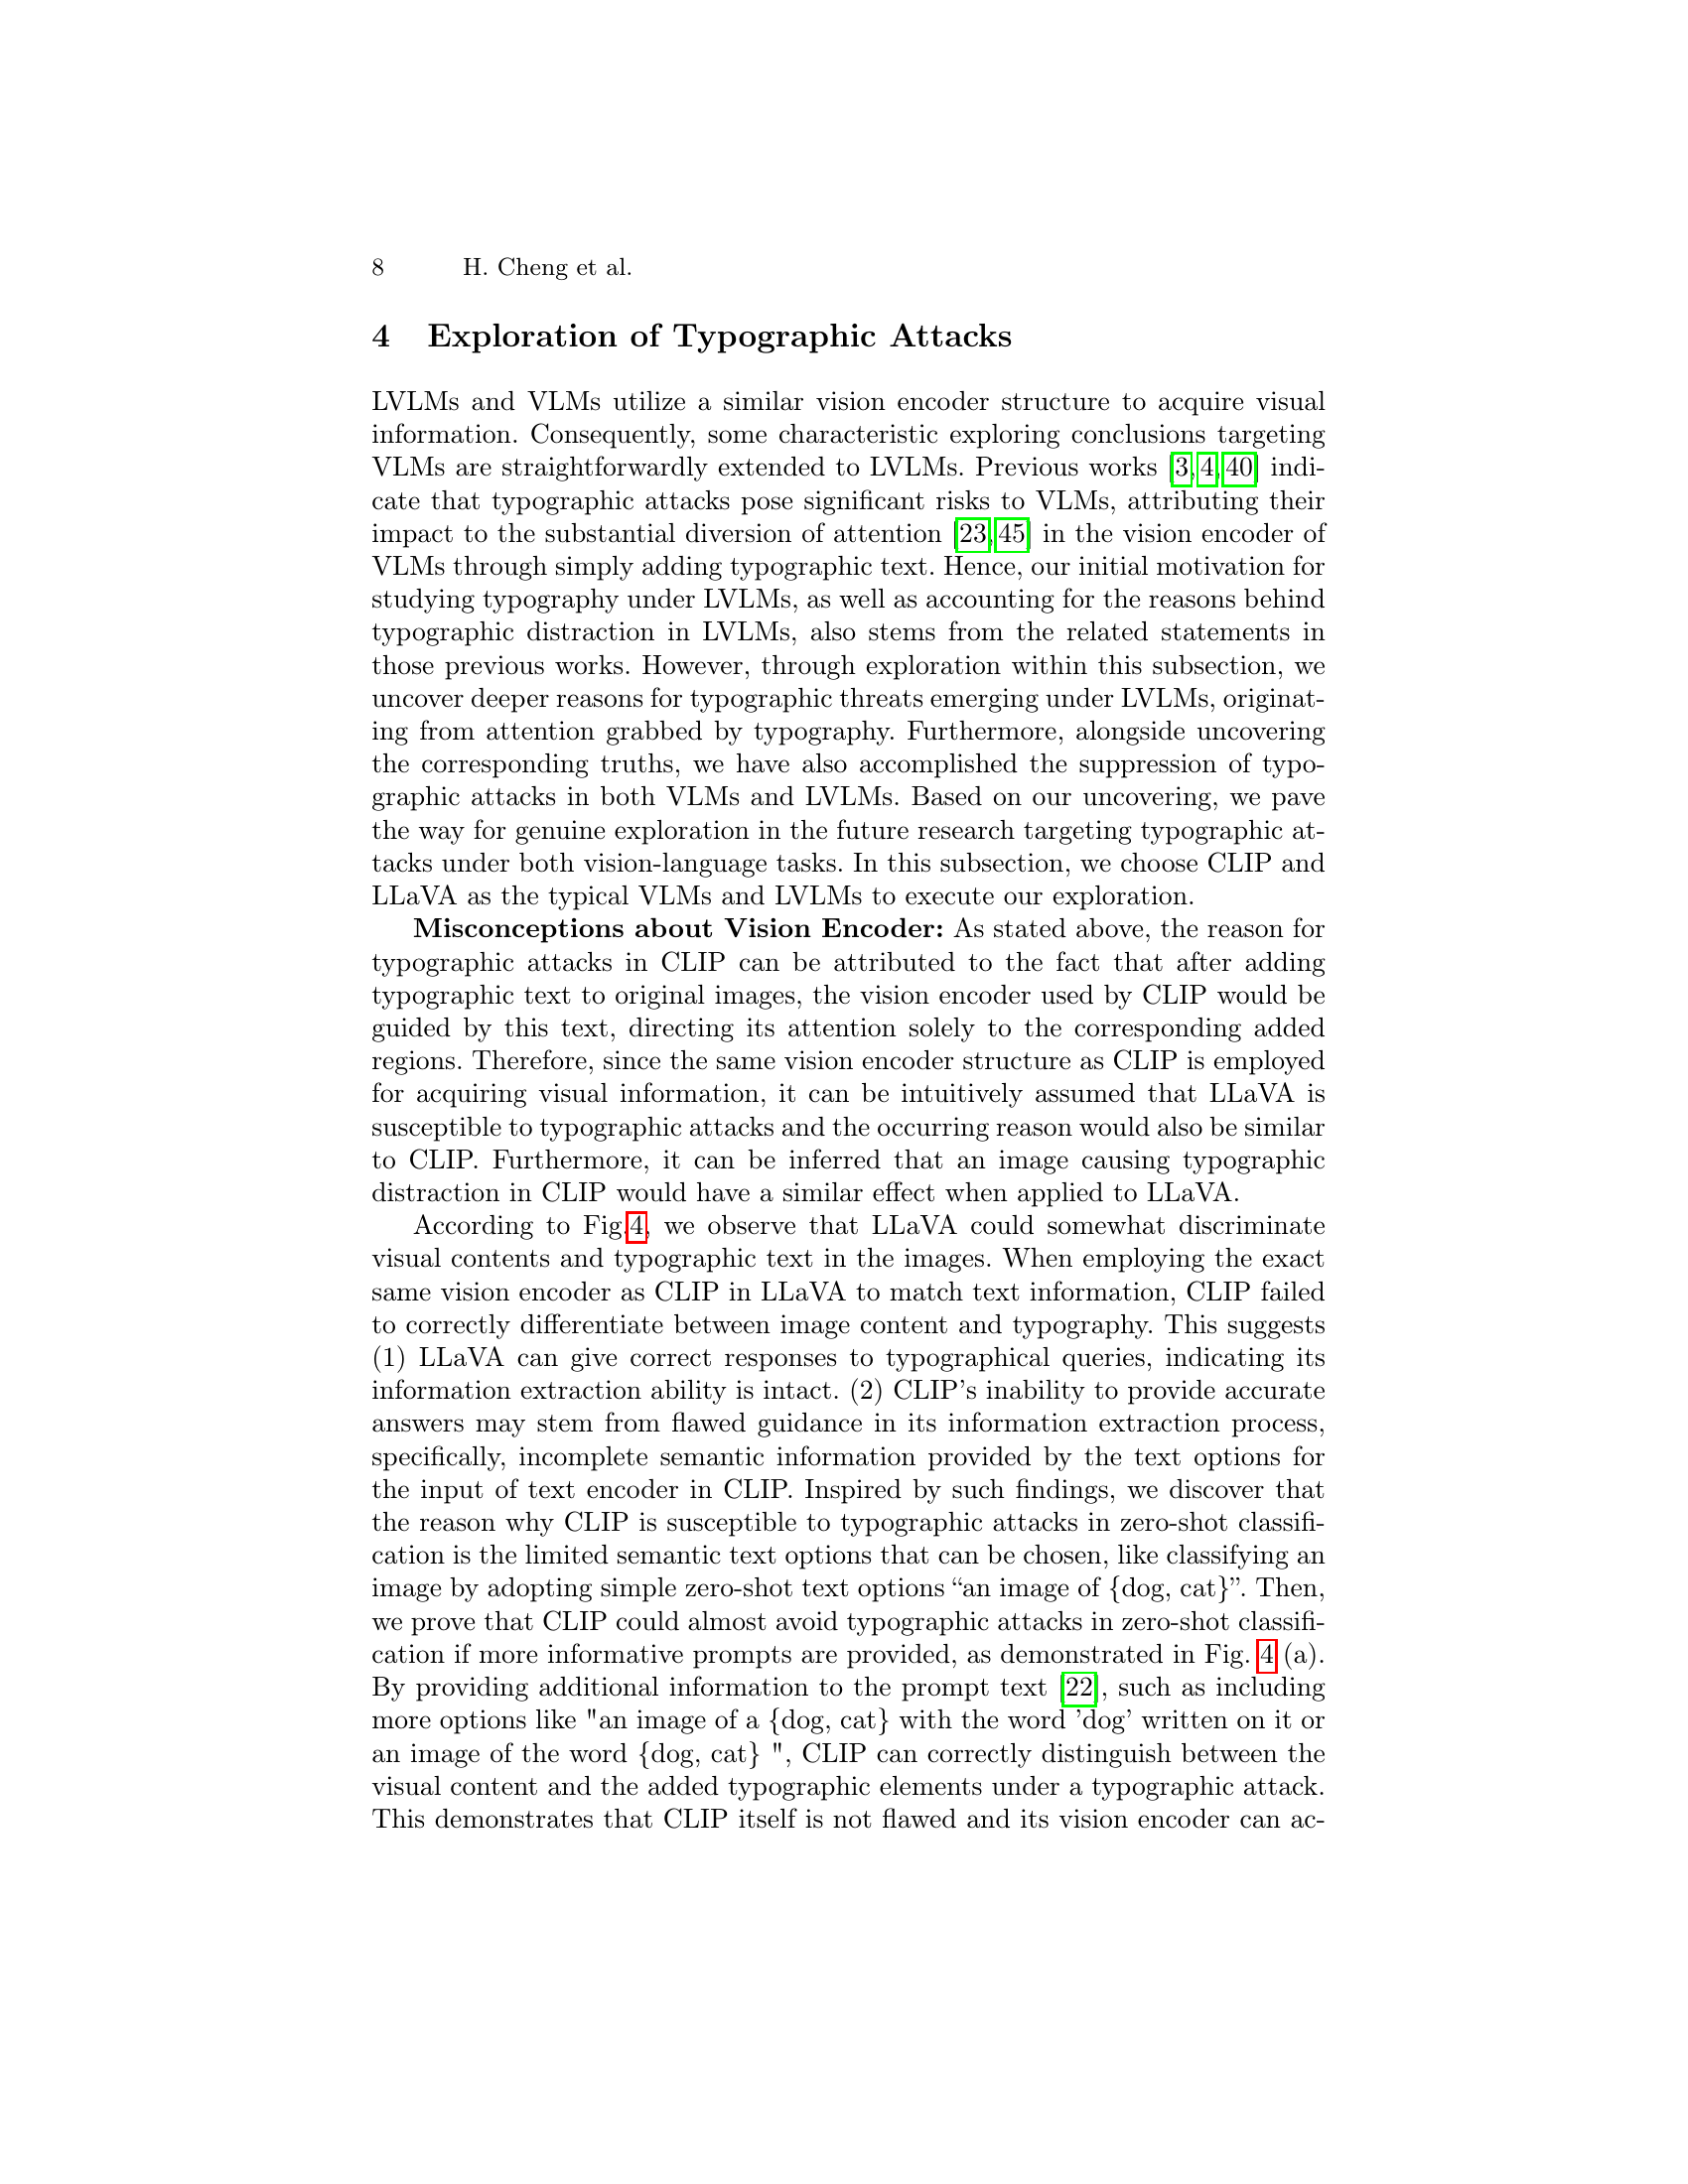 8 H. Cheng et al.
4 Exploration of Typographic Attacks
LVLMs and VLMs utilize a similar vision encoder structure to acquire visual
information. Consequently, some characteristic exploring conclusions targeting
VLMs are straightforwardly extended to LVLMs. Previous works [3,4,40] indi-
cate that typographic attacks pose significant risks to VLMs, attributing their
impact to the substantial diversion of attention [23,45] in the vision encoder of
VLMs through simply adding typographic text. Hence, our initial motivation for
studying typography under LVLMs, as well as accounting for the reasons behind
typographic distraction in LVLMs, also stems from the related statements in
those previous works. However, through exploration within this subsection, we
uncover deeper reasons for typographic threats emerging under LVLMs, originat-
ing from attention grabbed by typography. Furthermore, alongside uncovering
the corresponding truths, we have also accomplished the suppression of typo-
graphic attacks in both VLMs and LVLMs. Based on our uncovering, we pave
the way for genuine exploration in the future research targeting typographic at-
tacks under both vision-language tasks. In this subsection, we choose CLIP and
LLaVA as the typical VLMs and LVLMs to execute our exploration.
Misconceptions about Vision Encoder: As stated above, the reason for
typographic attacks in CLIP can be attributed to the fact that after adding
typographic text to original images, the vision encoder used by CLIP would be
guided by this text, directing its attention solely to the corresponding added
regions. Therefore, since the same vision encoder structure as CLIP is employed
for acquiring visual information, it can be intuitively assumed that LLaVA is
susceptible to typographic attacks and the occurring reason would also be similar
to CLIP. Furthermore, it can be inferred that an image causing typographic
distraction in CLIP would have a similar effect when applied to LLaVA.
According to Fig.4, we observe that LLaVA could somewhat discriminate
visual contents and typographic text in the images. When employing the exact
same vision encoder as CLIP in LLaVA to match text information, CLIP failed
to correctly differentiate between image content and typography. This suggests
(1) LLaVA can give correct responses to typographical queries, indicating its
information extraction ability is intact. (2) CLIP's inability to provide accurate
answers may stem from flawed guidance in its information extraction process,
specifically, incomplete semantic information provided by the text options for
the input of text encoder in CLIP. Inspired by such findings, we discover that
the reason why CLIP is susceptible to typographic attacks in zero-shot classifi-
cation is the limited semantic text options that can be chosen, like classifying an
image by adopting simple zero-shot text options “an image of {dog, cat}”. Then,
we prove that CLIP could almost avoid typographic attacks in zero-shot classifi-
cation if more informative prompts are provided, as demonstrated in Fig. 4 (a).
By providing additional information to the prompt text [22], such as including
more options like "an image of a {dog, cat} with the word 'dog' written on it or
an image of the word {dog, cat} ", CLIP can correctly distinguish between the
visual content and the added typographic elements under a typographic attack.
This demonstrates that CLIP itself is not flawed and its vision encoder can ac-